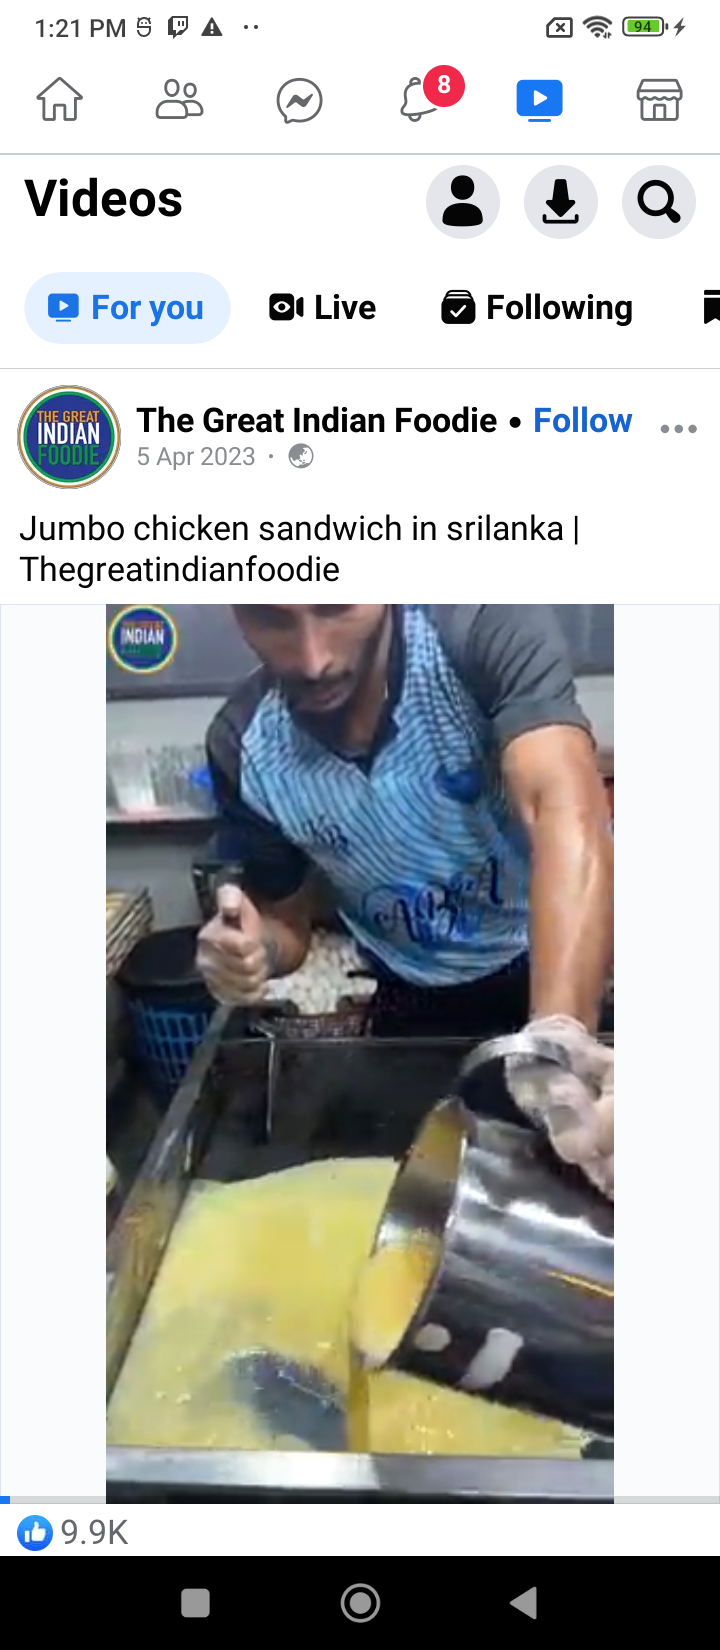 1:21 PM
94
8
Videos
For you
Live
Following
THE GREAT
INDIAN
FOODIE
The Great Indian Foodie • Follow
5 Apr 2023 ·
Jumbo chicken sandwich in srilanka |
Thegreatindianfoodie
INDIAN
9.9K